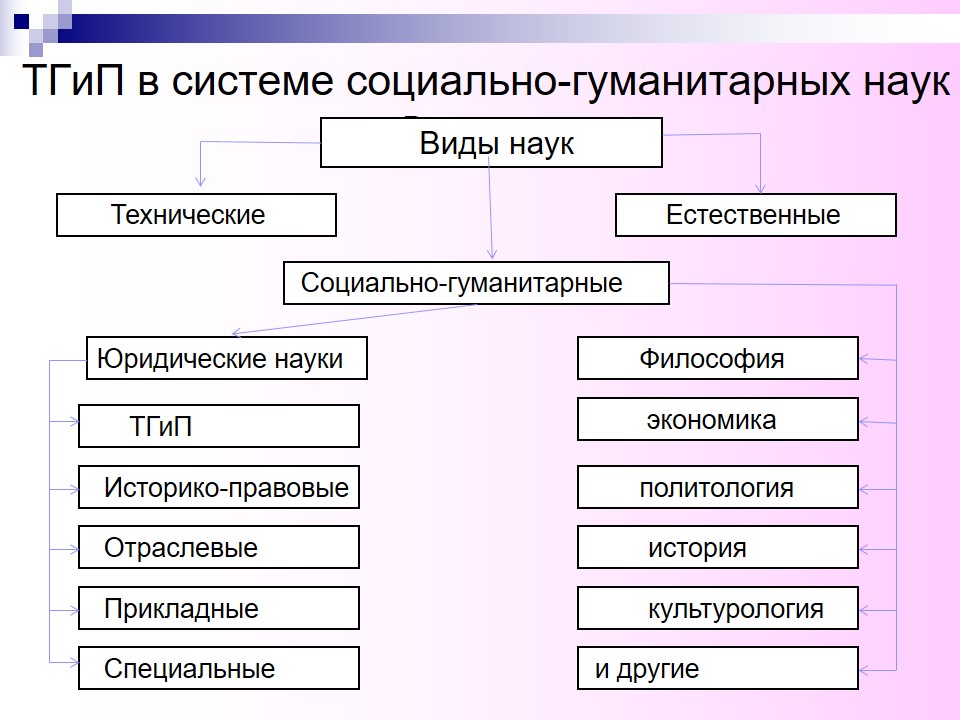 ТГиП в системе социально-гуманитарных наук
Виды наук
Технические
Естественные
Социально-гуманитарные
Юридические науки
ТГиП
Историко-правовые
Отраслевые
Прикладные
Специальные
Философия
экономика
политология
история
культурология
и другие